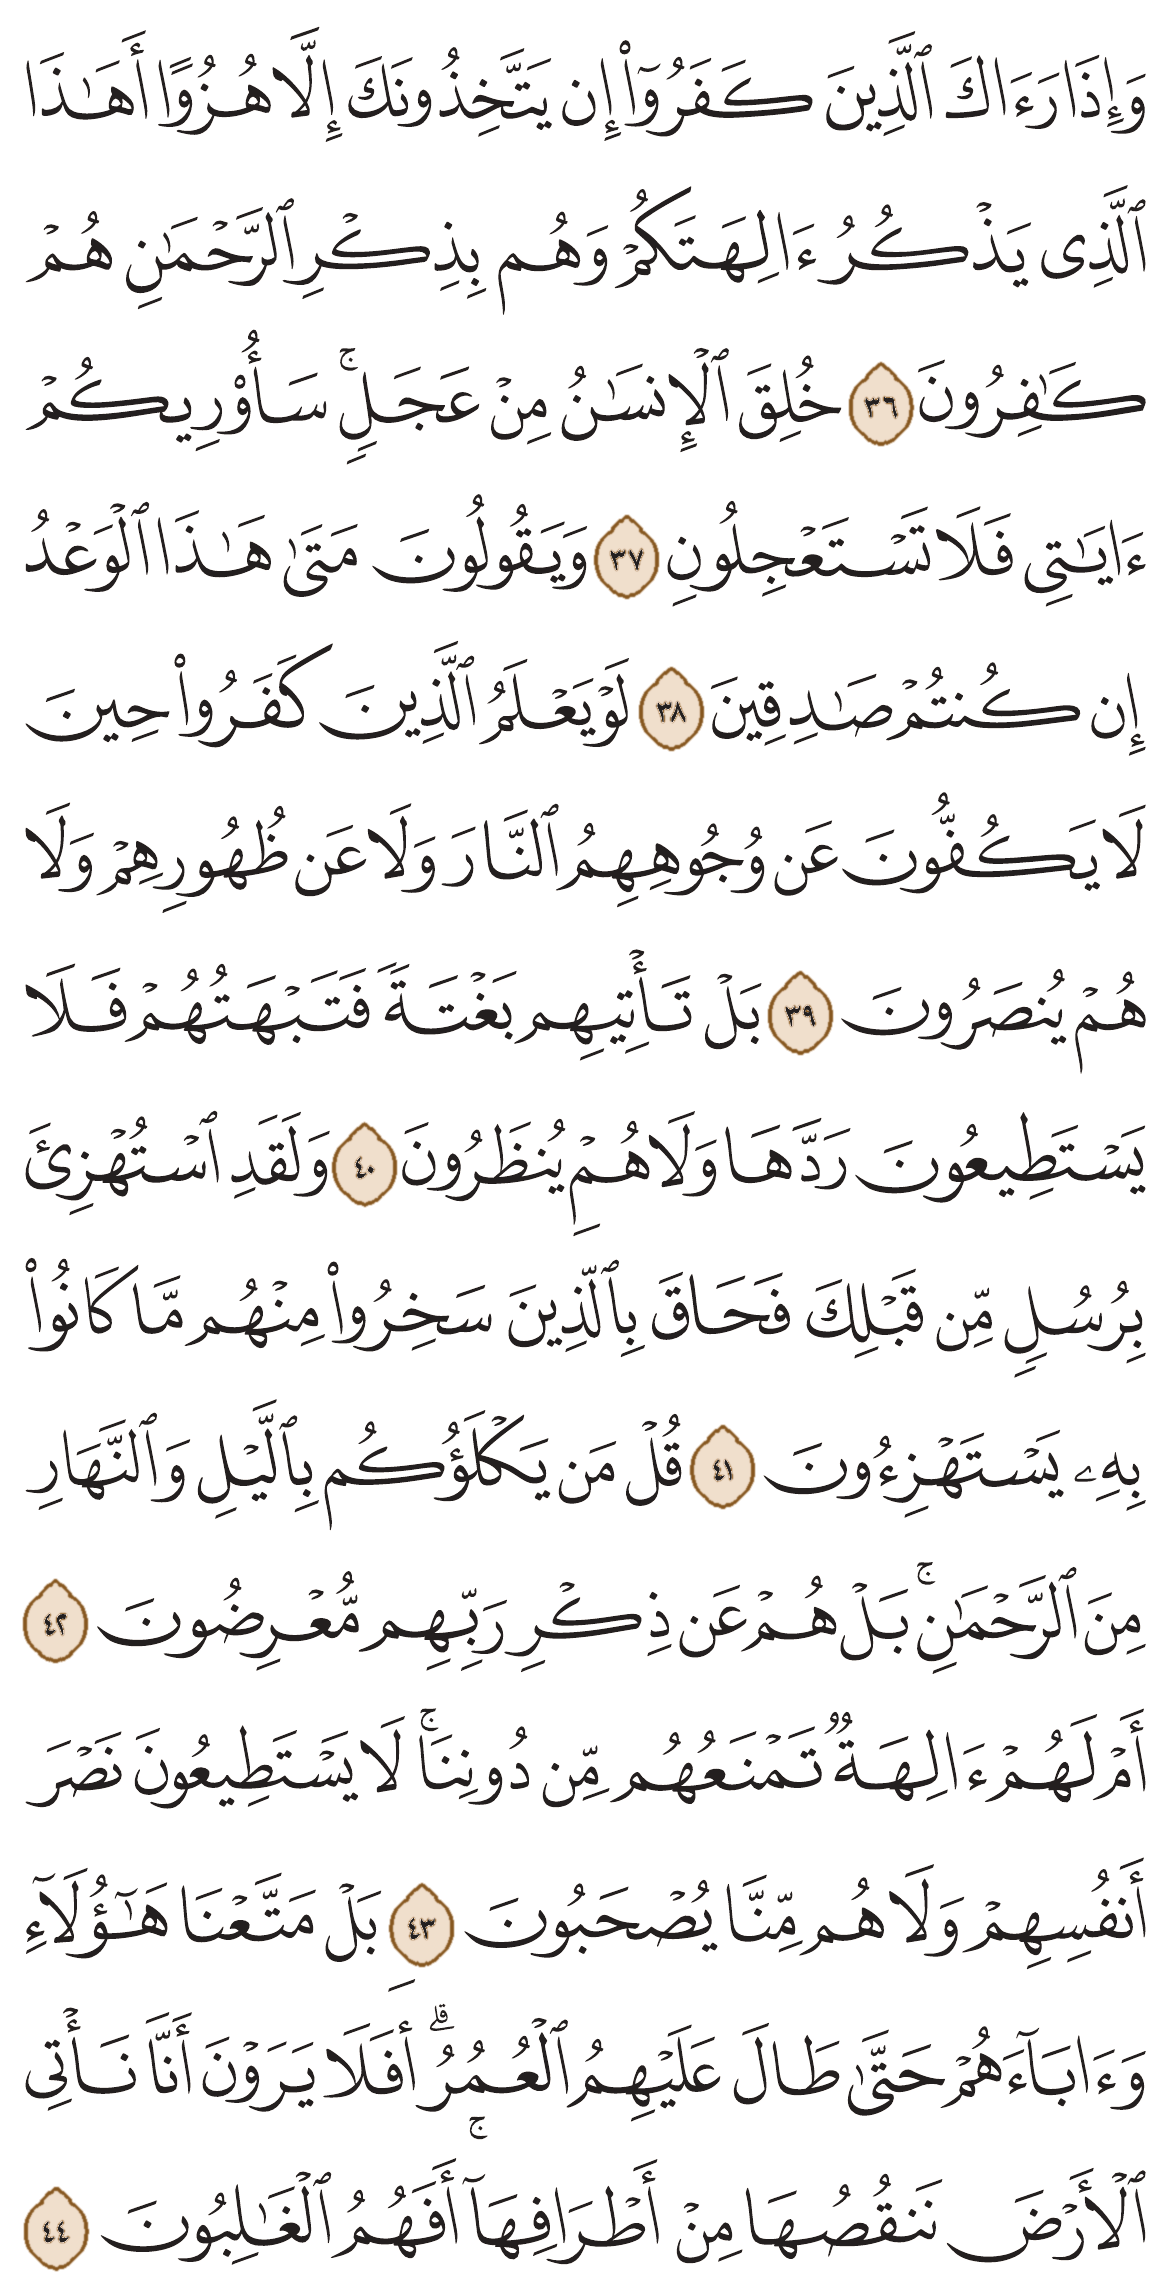 وَإِذَا رَءَاكَ ٱلَّذِينَ كَفَرُوٓا۟ إِن يَتَّخِذُونَكَ إِلَّا هُزُوًا أَهَٰذَا
ٱلَّذِى يَذْكُرُ ءَالِهَتَكُمْ وَهُم بِذِكْرِ ٱلرَّحْمَٰنِ هُمْ
كَٰفِرُونَ ٣٦ خُلِقَ ٱلْإِنسَٰنُ مِنْ عَجَلٍ ۚ سَأُو۟رِيكُمْ
ءَايَٰتِى فَلَا تَسْتَعْجِلُونِ ٣٧ وَيَقُولُونَ مَتَىٰ هَٰذَا ٱلْوَعْدُ
إِن كُنتُمْ صَٰدِقِينَ ٣٨ لَوْ يَعْلَمُ ٱلَّذِينَ كَفَرُوا۟ حِينَ
لَا يَكُفُّونَ عَن وُجُوهِهِمُ ٱلنَّارَ وَلَا عَن ظُهُورِهِمْ وَلَا
هُمْ يُنصَرُونَ ٣٩ بَلْ تَأْتِيهِم بَغْتَةً فَتَبْهَتُهُمْ فَلَا
يَسْتَطِيعُونَ رَدَّهَا وَلَا هُمْ يُنظَرُونَ ٤٠ وَلَقَدِ ٱسْتُهْزِئَ
بِرُسُلٍ مِّن قَبْلِكَ فَحَاقَ بِٱلَّذِينَ سَخِرُوا۟ مِنْهُم مَّا كَانُوا۟
بِهِۦ يَسْتَهْزِءُونَ ٤١ قُلْ مَن يَكْلَؤُكُم بِٱلَّيْلِ وَٱلنَّهَارِ
مِنَ ٱلرَّحْمَٰنِ ۚ بَلْ هُمْ عَن ذِكْرِ رَبِّهِم مُّعْرِضُونَ ٤٢
أَمْ لَهُمْ ءَالِهَةٌ تَمْنَعُهُم مِّن دُونِنَا ۚ لَا يَسْتَطِيعُونَ نَصْرَ
أَنفُسِهِمْ وَلَا هُم مِّنَّا يُصْحَبُونَ ٤٣ بَلْ مَتَّعْنَا هَٰٓؤُلَآءِ
وَءَابَآءَهُمْ حَتَّىٰ طَالَ عَلَيْهِمُ ٱلْعُمُرُ ۗ أَفَلَا يَرَوْنَ أَنَّا نَأْتِى
ٱلْأَرْضَ نَنقُصُهَا مِنْ أَطْرَافِهَآ ۚ أَفَهُمُ ٱلْغَٰلِبُونَ ٤٤